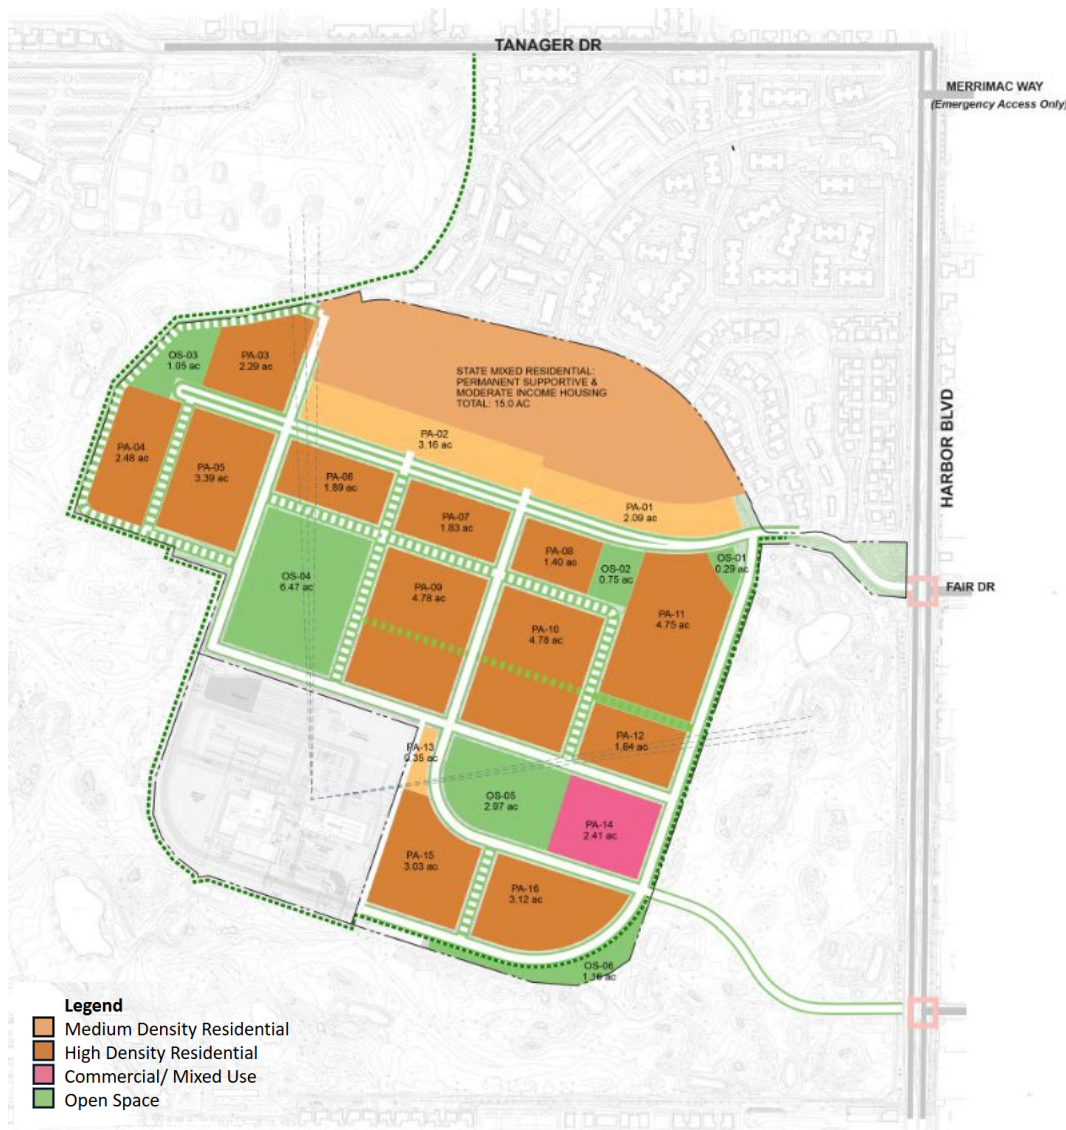 TANAGER DR
MERRIMAC WAY
(Emergency Access Only)
HARBOR BLVD
FAIR DR
STATE MIXED RESIDENTIAL:
PERMANENT SUPPORTIVE &
MODERATE INCOME HOUSING
TOTAL: 15.0 AC
OS-03
1.05 ac
PA-03
2.29 ac
PA-02
3.16 ac
PA-04
2.48 ac
PA-05
3.39 ac
PA-06
1.89 ac
PA-07
1.83 ac
PA-01
2.09 ac
PA-08
1.40 ac
OS-02
0.75 ac
OS-01
0.29 ac
OS-04
6.47 ac
PA-09
4.78 ac
PA-10
4.78 ac
PA-11
4.75 ac
PA-12
1.84 ac
PA-13
0.35 ac
OS-05
2.97 ac
PA-14
2.41 ac
PA-15
3.03 ac
PA-16
3.12 ac
OS-06
1.16 ac
Legend
Medium Density Residential
High Density Residential
Commercial/ Mixed Use
Open Space